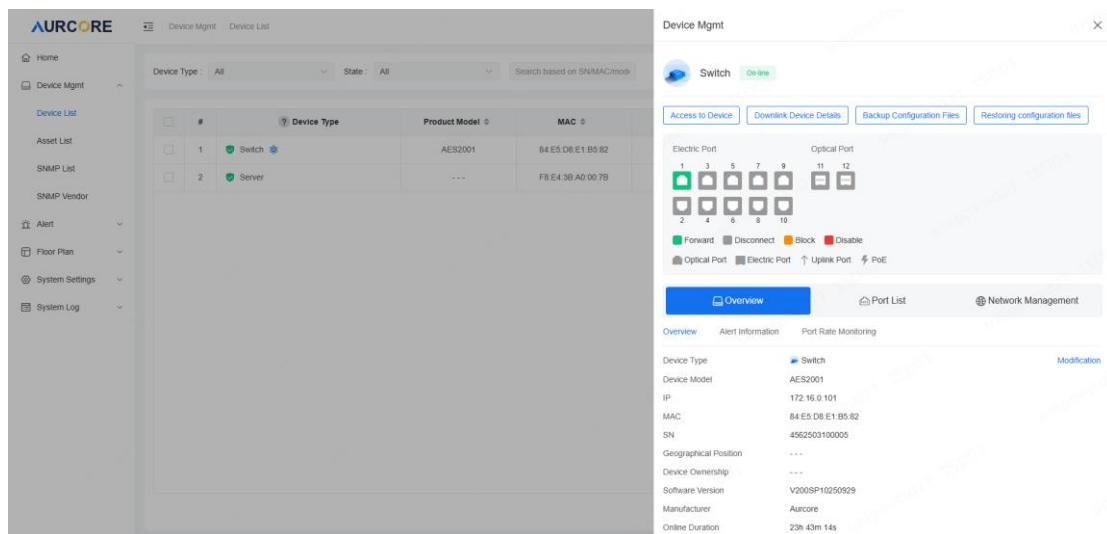 AURCORE
Device Mgmt Device List
Home
Device Mgmt
Device List
Asset List
SNMP List
SNMP Vendor
Alert
Floor Plan
System Settings
System Log
Device Type : All State : All Search based on SN/MAC/mode
# ? Device Type Product Model MAC
1 Switch AES2001 84:E5:D8:E1:B5:82
2 Server - - - F8:E4:3B:A0:00:7B
Device Mgmt
Switch On-line
Access to Device Downlink Device Details Backup Configuration Files Restoring configuration files
Electric Port Optical Port
1 3 5 7 9 11 12
2 4 6 8 10
Forward Disconnect Block Disable
Optical Port Electric Port Uplink Port PoE
Overview Port List Network Management
Overview Alert Information Port Rate Monitoring
Device Type Switch Modification
Device Model AES2001
IP 172.16.0.101
MAC 84:E5:D8:E1:B5:82
SN 4562503100005
Geographical Position - - -
Device Ownership - - -
Software Version V200SP10250929
Manufacturer Aurcore
Online Duration 23h 43m 14s